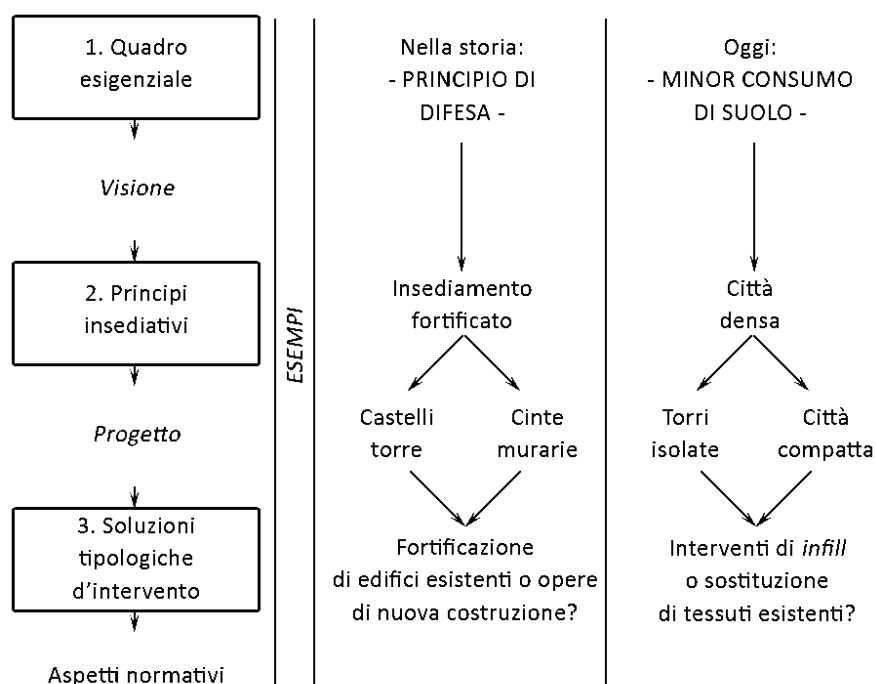 1. Quadro
esigenziale
Visione
2. Principi
insediativi
Progetto
3. Soluzioni
tipologiche
d'intervento
Aspetti normativi
ESEMPI
Nella storia:
- PRINCIPIO DI
DIFESA -
Insediamento
fortificato
Castelli
torre
Cinte
murarie
Fortificazione
di edifici esistenti o opere
di nuova costruzione?
Oggi:
- MINOR CONSUMO
DI SUOLO -
Città
densa
Torri
isolate
Città
compatta
Interventi di infill
o sostituzione
di tessuti esistenti?